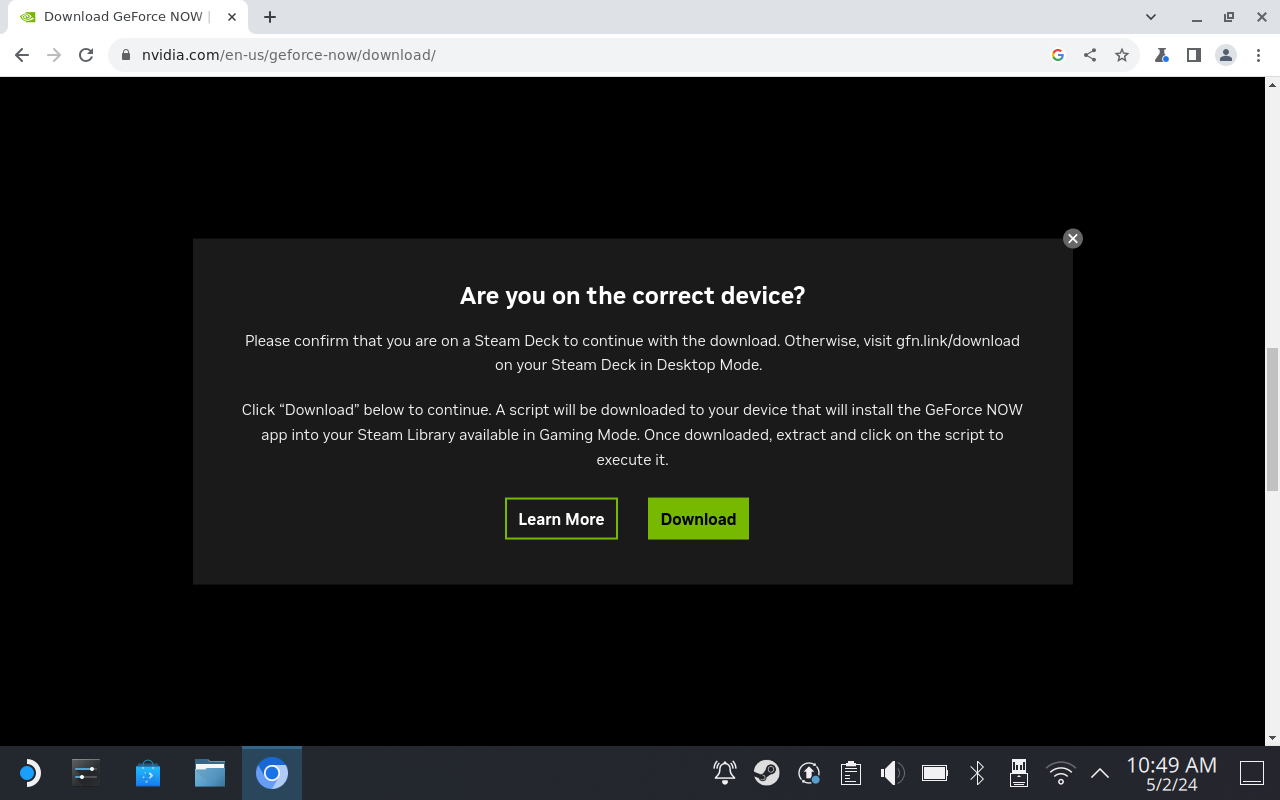 Download GeForce NOW |
nvidia.com/en-us/geforce-now/download/
Are you on the correct device?
Please confirm that you are on a Steam Deck to continue with the download. Otherwise, visit gfn.link/download
on your Steam Deck in Desktop Mode.
Click “Download” below to continue. A script will be downloaded to your device that will install the GeForce NOW
app into your Steam Library available in Gaming Mode. Once downloaded, extract and click on the script to
execute it.
Learn More
Download
10:49 AM
5/2/24